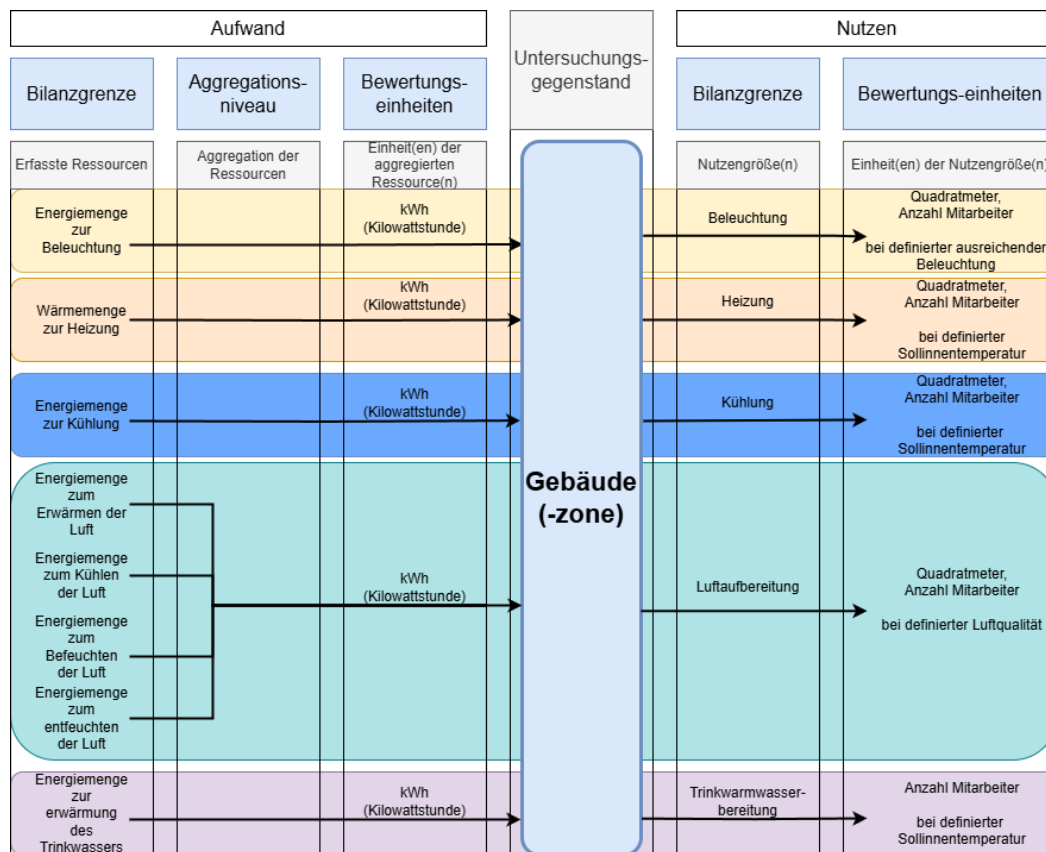 Aufwand
Untersuchungs-
gegenstand
Nutzen
Bilanzgrenze
Aggregations-
niveau
Bewertungs-
einheiten
Bilanzgrenze
Bewertungs-einheiten
Erfasste Ressourcen
Aggregation der
Ressourcen
Einheit(en) der
aggregierten
Ressource(n)
Nutzengröße(n)
Einheit(en) der Nutzengröße(n)
Energiemenge
zur
Beleuchtung
kWh
(Kilowattstunde)
Beleuchtung
Quadratmeter,
Anzahl Mitarbeiter
bei definierter ausreichender
Beleuchtung
Wärmemenge
zur Heizung
kWh
(Kilowattstunde)
Heizung
Quadratmeter,
Anzahl Mitarbeiter
bei definierter
Sollinnentemperatur
Energiemenge
zur Kühlung
kWh
(Kilowattstunde)
Kühlung
Quadratmeter,
Anzahl Mitarbeiter
bei definierter
Sollinnentemperatur
Gebäude
(-zone)
Energiemenge
zum
Erwärmen der
Luft
Energiemenge
zum Kühlen
der Luft
Energiemenge
zum
Befeuchten
der Luft
Energiemenge
zum
entfeuchten
der Luft
kWh
(Kilowattstunde)
Luftaufbereitung
Quadratmeter,
Anzahl Mitarbeiter
bei definierter Luftqualität
Energiemenge
zur
erwärmung
des
Trinkwassers
kWh
(Kilowattstunde)
Trinkwarmwasser-
bereitung
Anzahl Mitarbeiter
bei definierter
Sollinnentemperatur